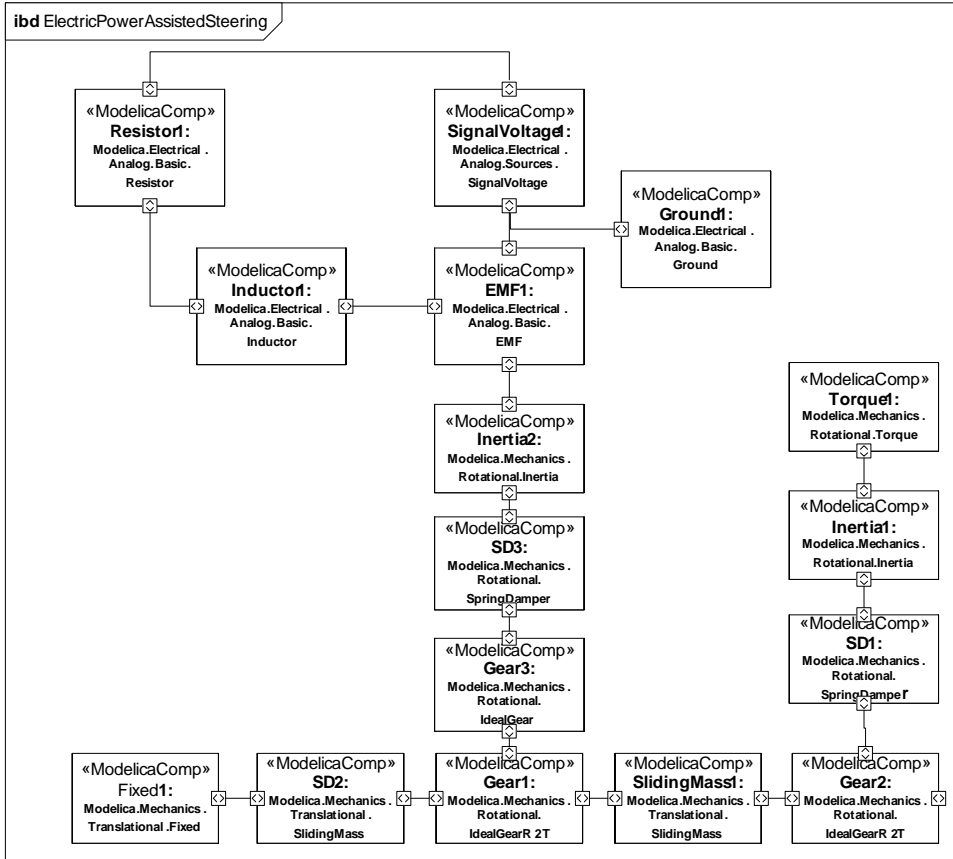 ibd ElectricPowerAssistedSteering
«ModelicaComp»
Resistor1:
Modelica.Electrical .
Analog.Basic.
Resistor
«ModelicaComp»
SignalVoltage1:
Modelica.Electrical .
Analog.Sources .
SignalVoltage
«ModelicaComp»
Ground1:
Modelica.Electrical .
Analog.Basic.
Ground
«ModelicaComp»
Inductor1:
Modelica.Electrical .
Analog.Basic.
Inductor
«ModelicaComp»
EMF1:
Modelica.Electrical .
Analog.Basic.
EMF
«ModelicaComp»
Torque1:
Modelica.Mechanics .
Rotational.Torque
«ModelicaComp»
Inertia2:
Modelica.Mechanics .
Rotational.Inertia
«ModelicaComp»
Inertia1:
Modelica.Mechanics .
Rotational.Inertia
«ModelicaComp»
SD3:
Modelica.Mechanics .
Rotational.
SpringDamper
«ModelicaComp»
SD1:
Modelica.Mechanics .
Rotational.
SpringDamper
«ModelicaComp»
Gear3:
Modelica.Mechanics .
Rotational.
IdealGear
«ModelicaComp»
Fixed1:
Modelica.Mechanics .
Translational .Fixed
«ModelicaComp»
SD2:
Modelica.Mechanics .
Translational .
SlidingMass
«ModelicaComp»
Gear1:
Modelica.Mechanics .
Rotational.
IdealGearR 2T
«ModelicaComp»
SlidingMass1:
Modelica.Mechanics .
Translational .
SlidingMass
«ModelicaComp»
Gear2:
Modelica.Mechanics .
Rotational.
IdealGearR 2T